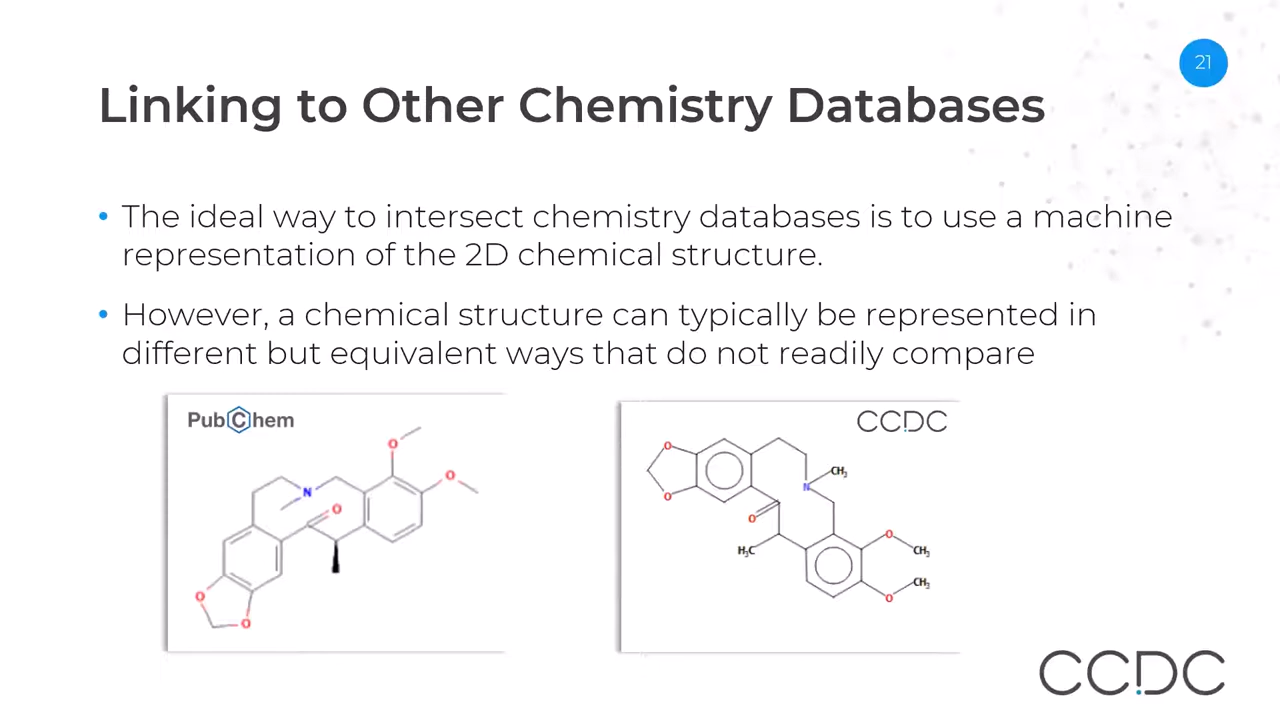 21
Linking to Other Chemistry Databases
• The ideal way to intersect chemistry databases is to use a machine
representation of the 2D chemical structure.
• However, a chemical structure can typically be represented in
different but equivalent ways that do not readily compare
PubChem
O
O
N
O
O
O
CCDC
O
CH3
N
O
O
O
H3C
CH3
CH3
O
CCDC